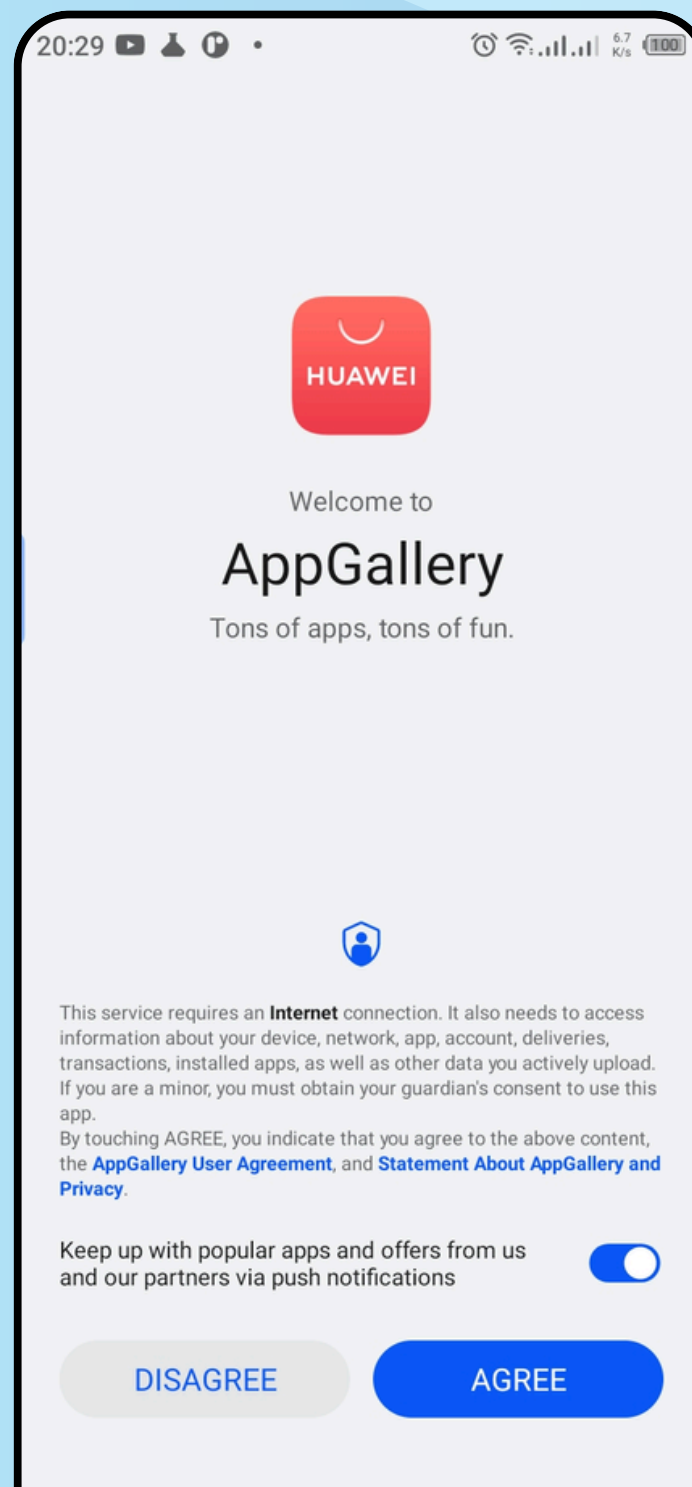 20:29 6.7 K/s 100
HUAWEI
Welcome to
AppGallery
Tons of apps, tons of fun.
This service requires an Internet connection. It also needs to access
information about your device, network, app, account, deliveries,
transactions, installed apps, as well as other data you actively upload.
If you are a minor, you must obtain your guardian's consent to use this
app.
By touching AGREE, you indicate that you agree to the above content,
the AppGallery User Agreement, and Statement About AppGallery and
Privacy.
Keep up with popular apps and offers from us
and our partners via push notifications
DISAGREE AGREE